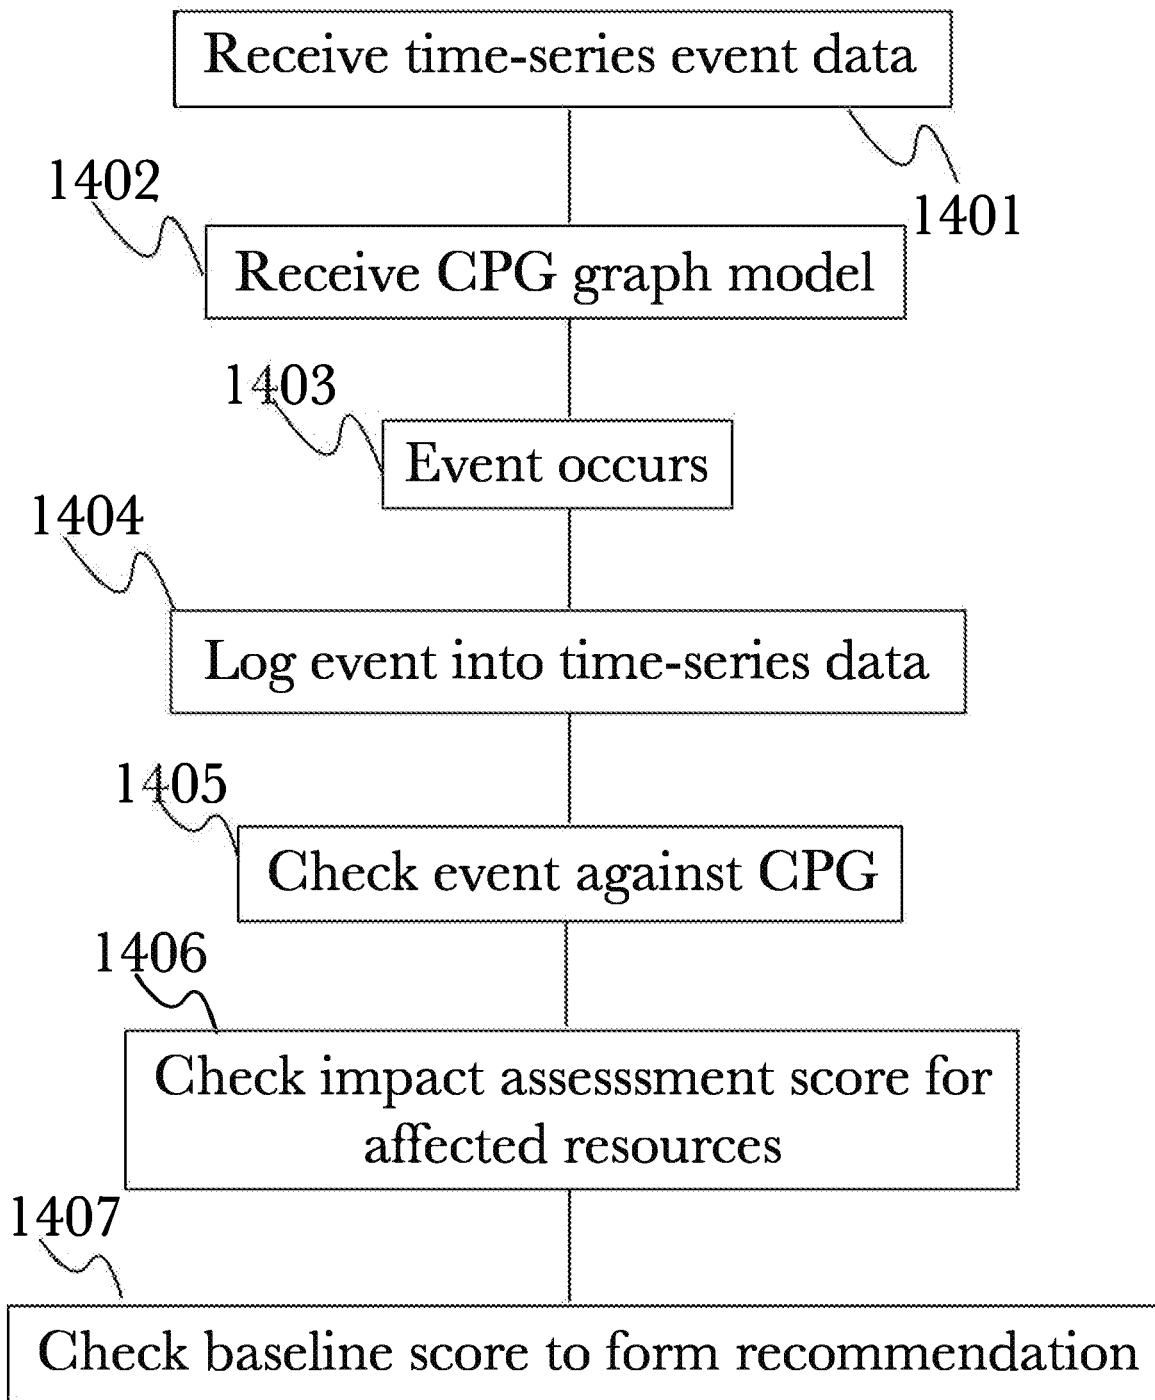 Receive time-series event data
1401
1402
Receive CPG graph model
1403
Event occurs
1404
Log event into time-series data
1405
Check event against CPG
1406
Check impact assesssment score for
affected resources
1407
Check baseline score to form recommendation